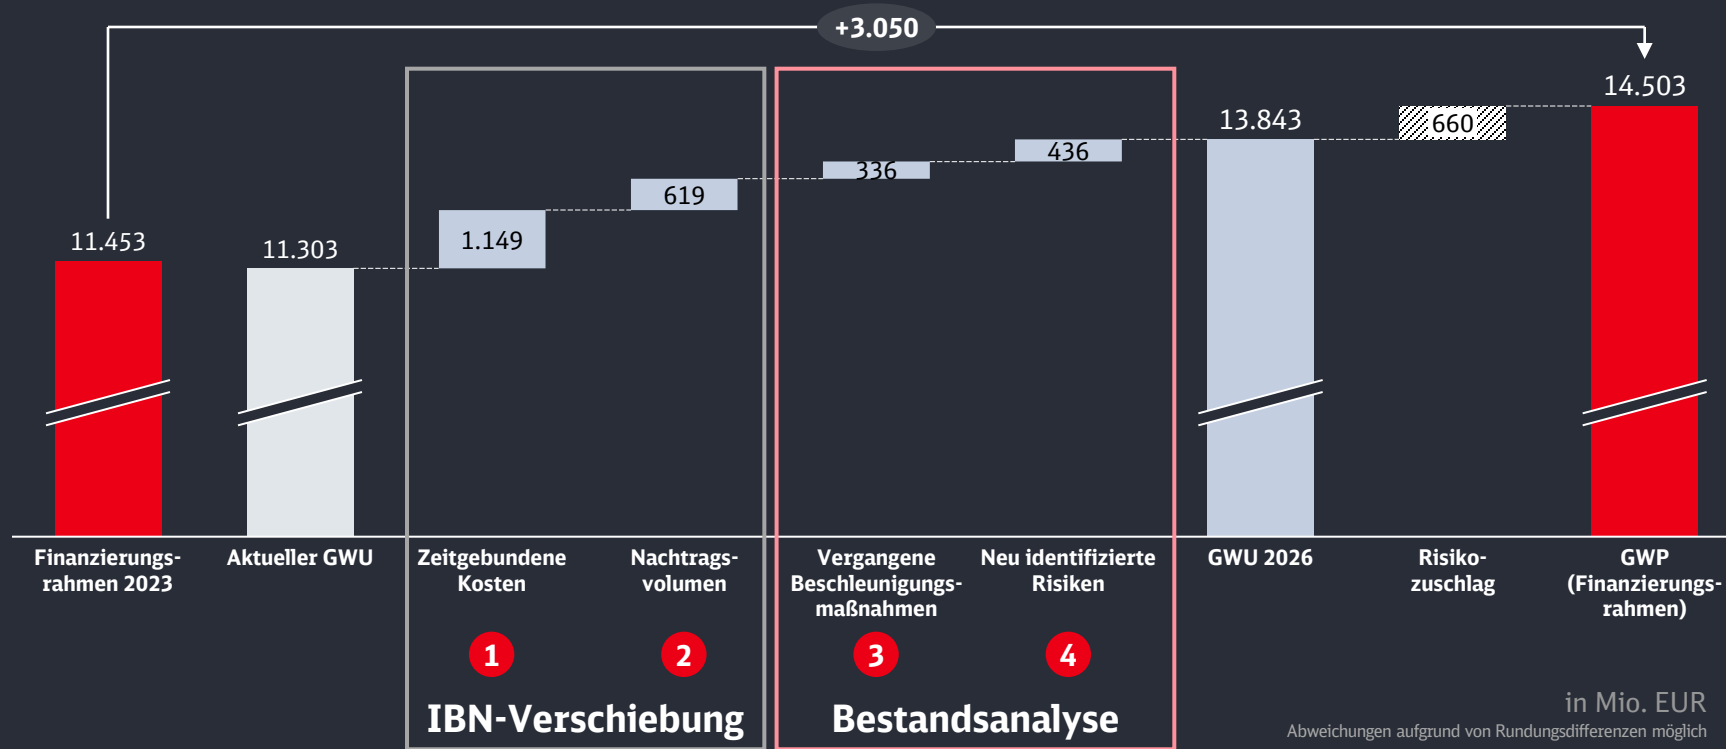 +3.050
11.453
11.303
1.149
619
336
436
13.843
660
14.503
Finanzierungs-
rahmen 2023
Aktueller GWU
Zeitgebundene
Kosten
Nachtrags-
volumen
Vergangene
Beschleunigungs-
maßnahmen
Neu identifizierte
Risiken
GWU 2026
Risiko-
zuschlag
GWP
(Finanzierungs-
rahmen)
1
2
3
4
IBN-Verschiebung
Bestandsanalyse
in Mio. EUR
Abweichungen aufgrund von Rundungsdifferenzen möglich